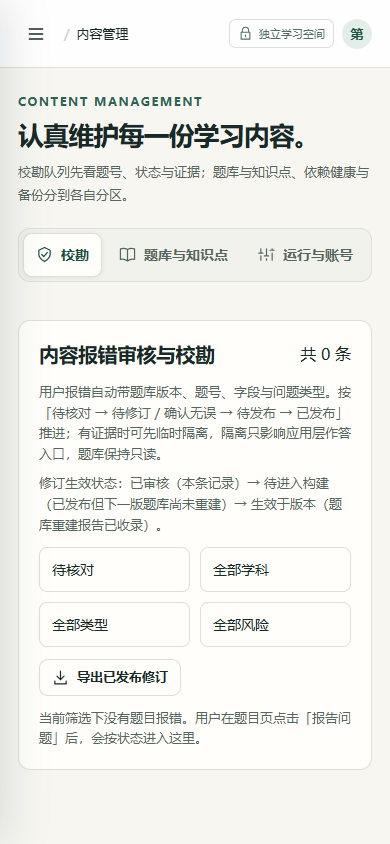 / 内容管理
独立学习空间
第
CONTENT MANAGEMENT
认真维护每一份学习内容。
校勘队列先看题号、状态与证据；题库与知识点、依赖健康与
备份分到各自分区。
校勘
题库与知识点
运行与账号
内容报错审核与校勘
共 0 条
用户报错自动带题库版本、题号、字段与问题类型。按
「待核对 → 待修订 / 确认无误 → 待发布 → 已发布」
推进；有证据时可先临时隔离，隔离只影响应用层作答
入口，题库保持只读。
修订生效状态：已审核（本条记录）→ 待进入构建
（已发布但下一版题库尚未重建）→ 生效于版本（题
库重建报告已收录）。
待核对
全部学科
全部类型
全部风险
导出已发布修订
当前筛选下没有题目报错。用户在题目页点击「报告问
题」后，会按状态进入这里。